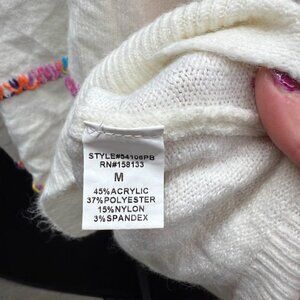 STYLE#54106PB
RN#158133
M
45%ACRYLIC
37%POLYESTER
15%NYLON
3%SPANDEX